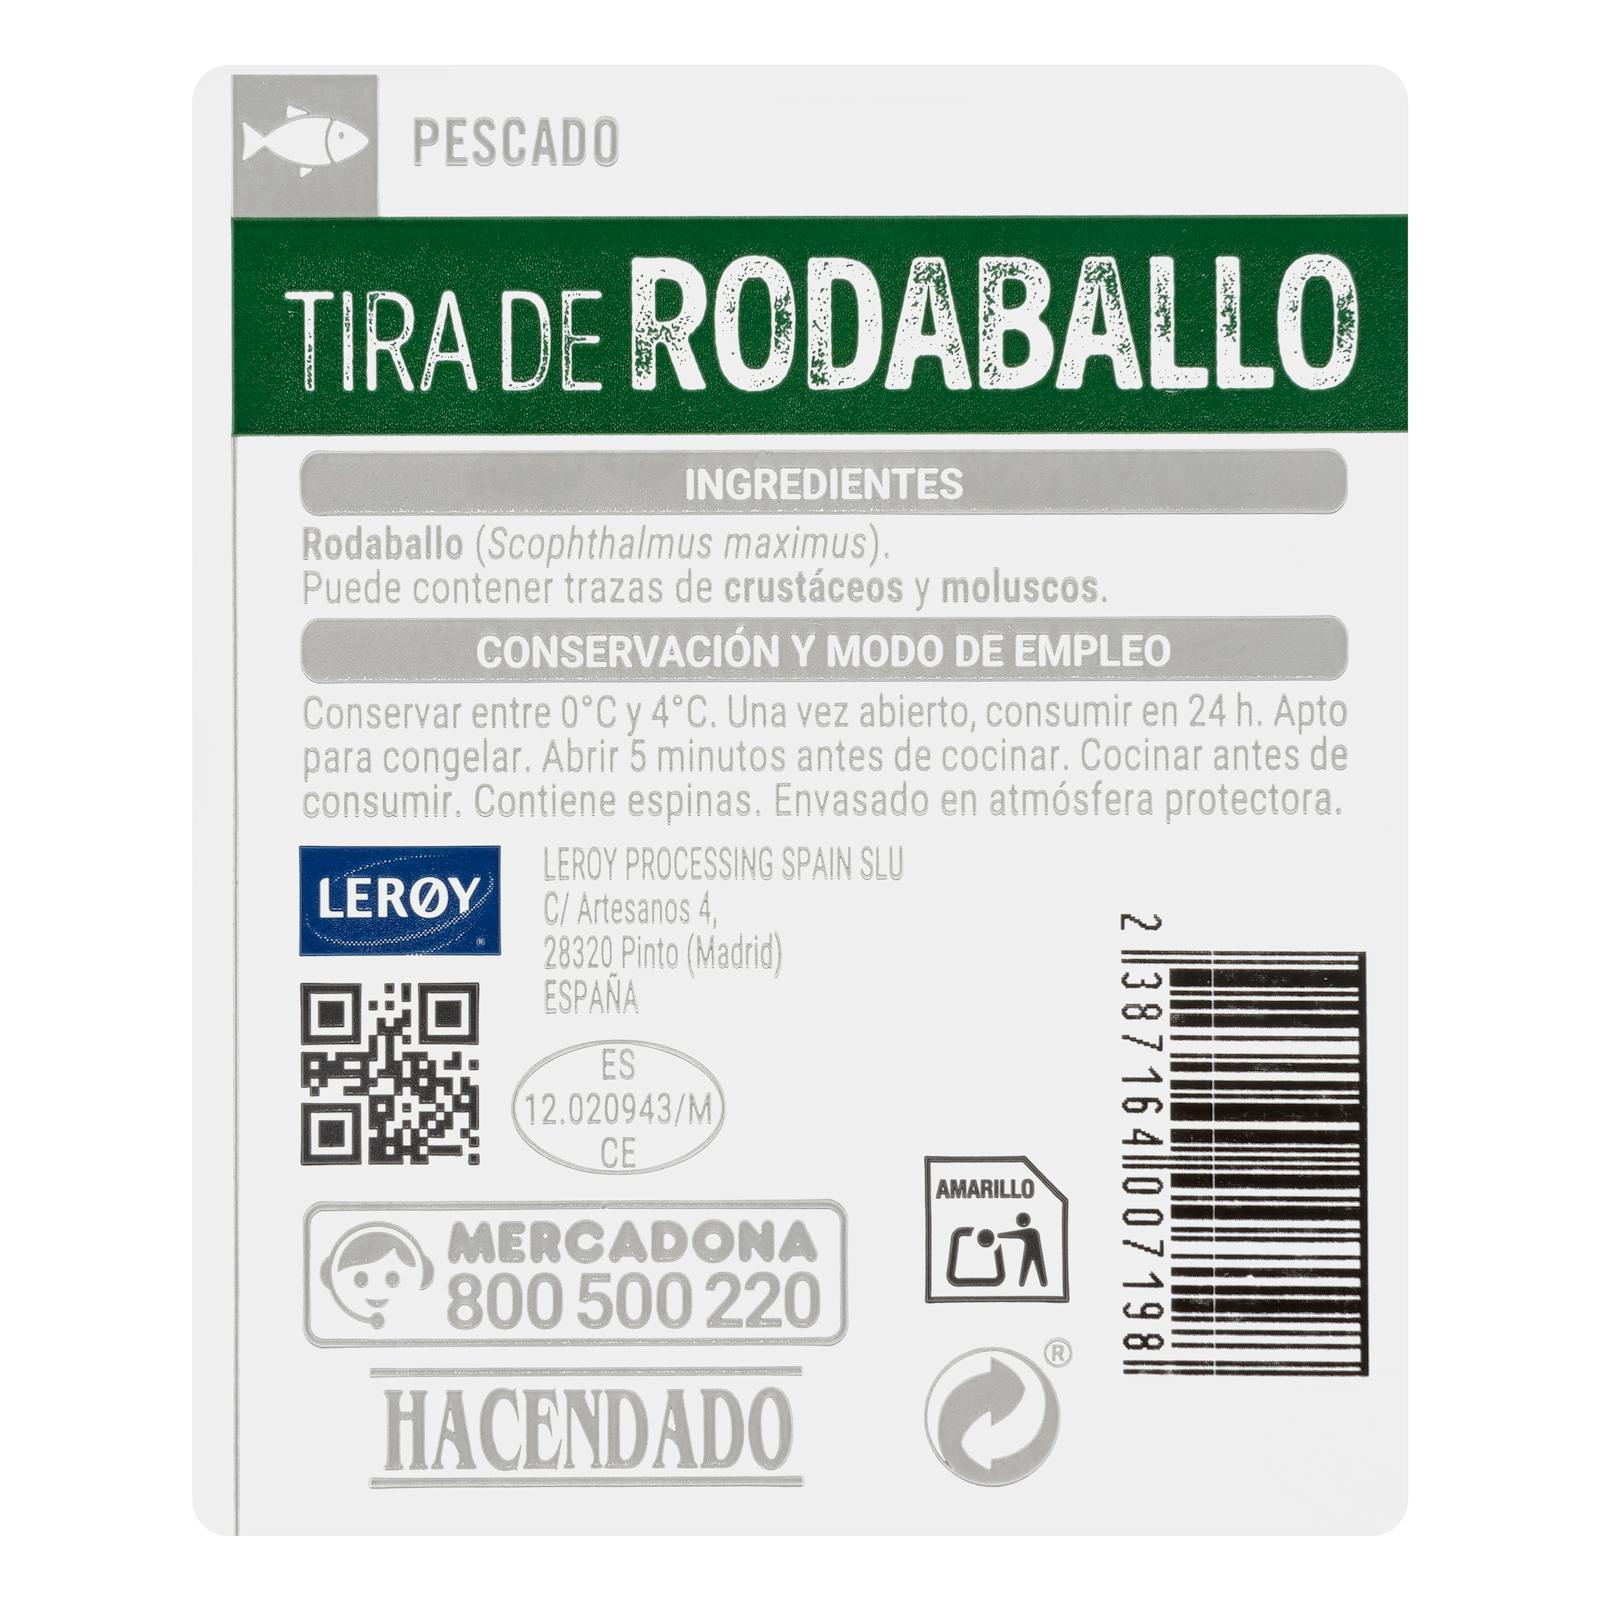 PESCADO
TIRA DE RODABALLO
INGREDIENTES
Rodaballo (Scophthalmus maximus).
Puede contener trazas de crustáceos y moluscos.
CONSERVACIÓN Y MODO DE EMPLEO
Conservar entre 0°C y 4°C. Una vez abierto, consumir en 24 h. Apto
para congelar. Abrir 5 minutos antes de cocinar. Cocinar antes de
consumir. Contiene espinas. Envasado en atmósfera protectora.
LERØY
®
LEROY PROCESSING SPAIN SLU
C/ Artesanos 4,
28320 Pinto (Madrid)
ESPAÑA
ES
12.020943/M
CE
2 387164 007198
AMARILLO
MERCADONA
800 500 220
®
HACENDADO